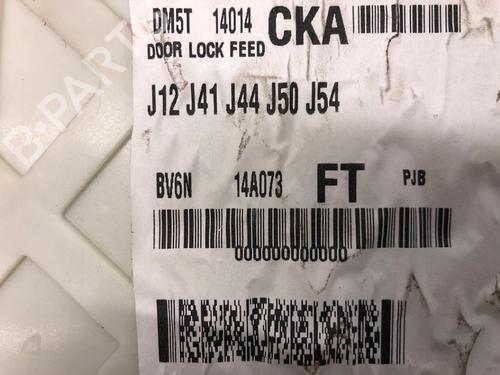 DM5T 14014 CKA
DOOR LOCK FEED
J12 J41 J44 J50 J54
BV6N 14A073 FT PJB
000000000000
B-PARTS